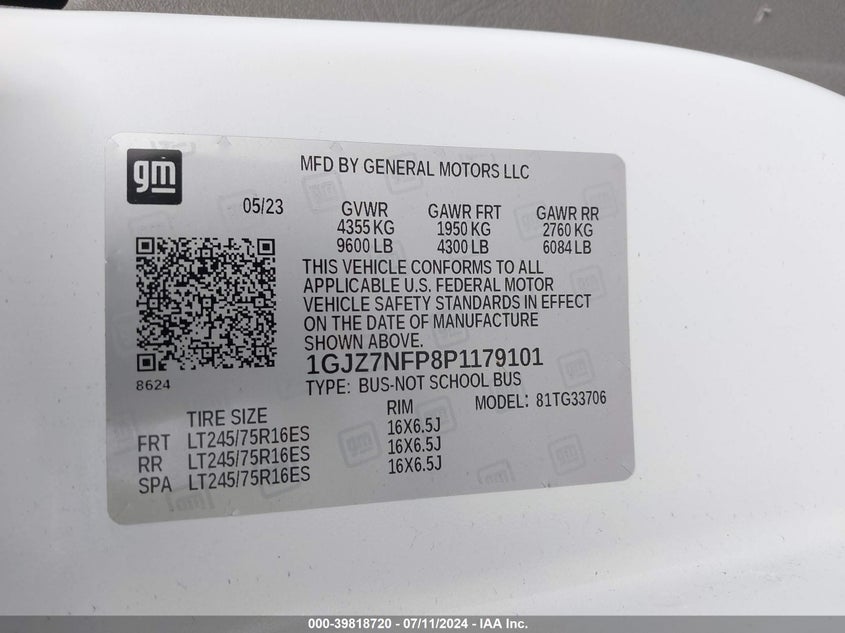 gm
MFD BY GENERAL MOTORS LLC
05/23
GVWR GAWR FRT GAWR RR
4355 KG 1950 KG 2760 KG
9600 LB 4300 LB 6084 LB
THIS VEHICLE CONFORMS TO ALL
APPLICABLE U.S. FEDERAL MOTOR
VEHICLE SAFETY STANDARDS IN EFFECT
ON THE DATE OF MANUFACTURE
SHOWN ABOVE.
8624
1GJZ7NFP8P1179101
TYPE: BUS-NOT SCHOOL BUS
MODEL: 81TG33706
TIRE SIZE RIM
FRT LT245/75R16ES 16X6.5J
RR LT245/75R16ES 16X6.5J
SPA LT245/75R16ES 16X6.5J
000-39818720 - 07/11/2024 - IAA Inc.